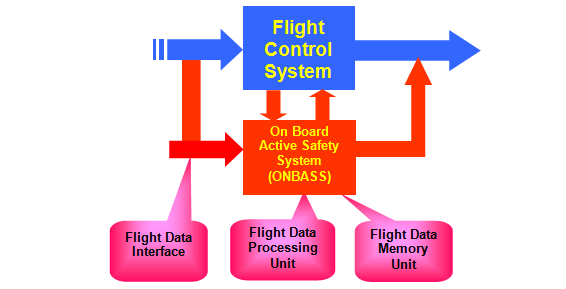 Flight
Control
System
On Board
Active Safety
System
(ONBASS)
Flight Data
Interface
Flight Data
Processing
Unit
Flight Data
Memory
Unit